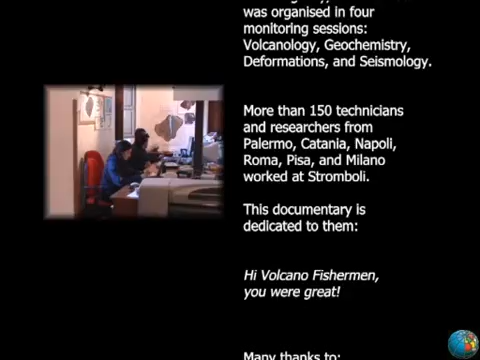 was organised in four
monitoring sessions:
Volcanology, Geochemistry,
Deformations, and Seismology.
More than 150 technicians
and researchers from
Palermo, Catania, Napoli,
Roma, Pisa, and Milano
worked at Stromboli.
This documentary is
dedicated to them:
Hi Volcano Fishermen,
you were great!
Many thanks to: